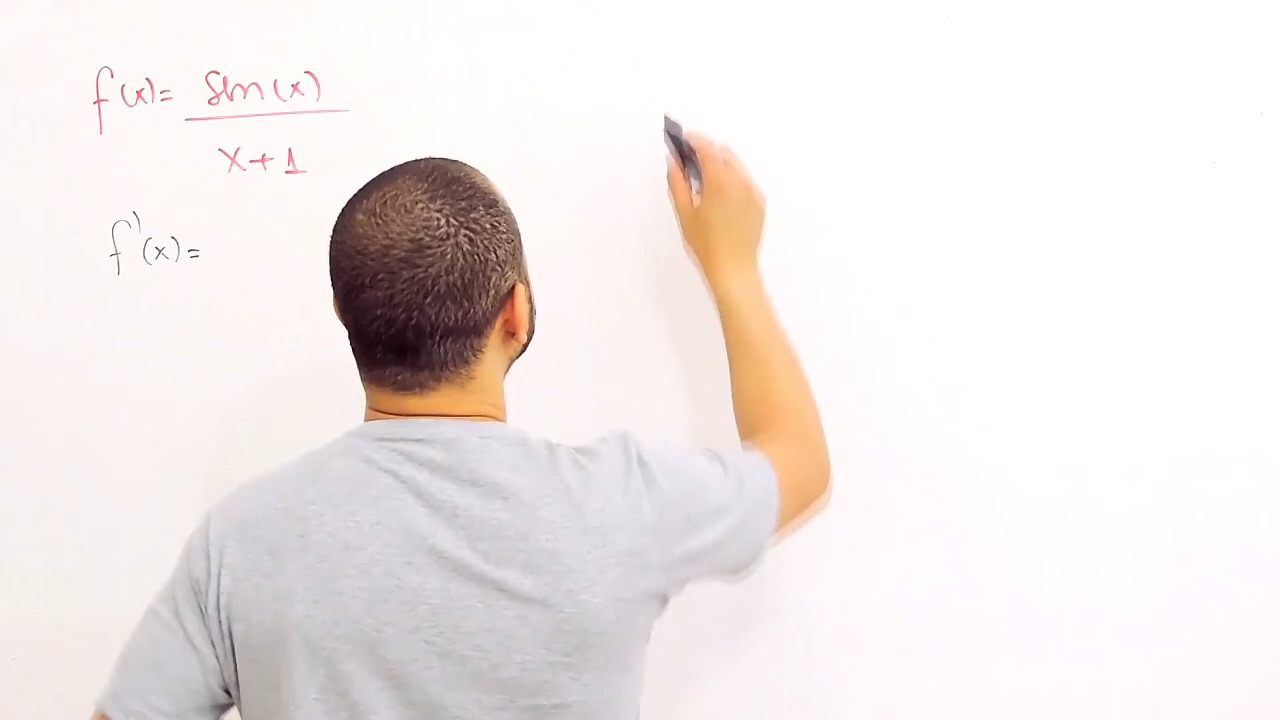 f(x) = sin(x)
x + 1
f'(x) =